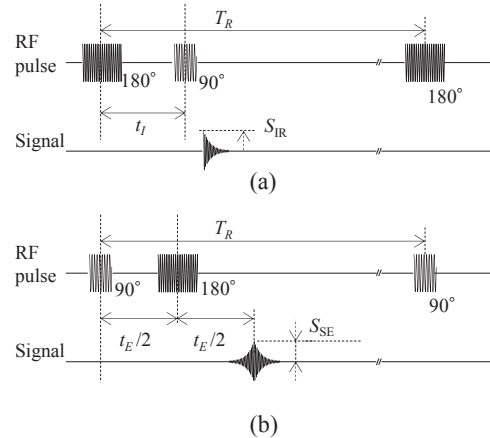 T_R
RF
pulse
180° 90° 180°
t_I
Signal S_IR
(a)
T_R
RF
pulse
90° 180° 90°
t_E/2 t_E/2 S_SE
Signal
(b)